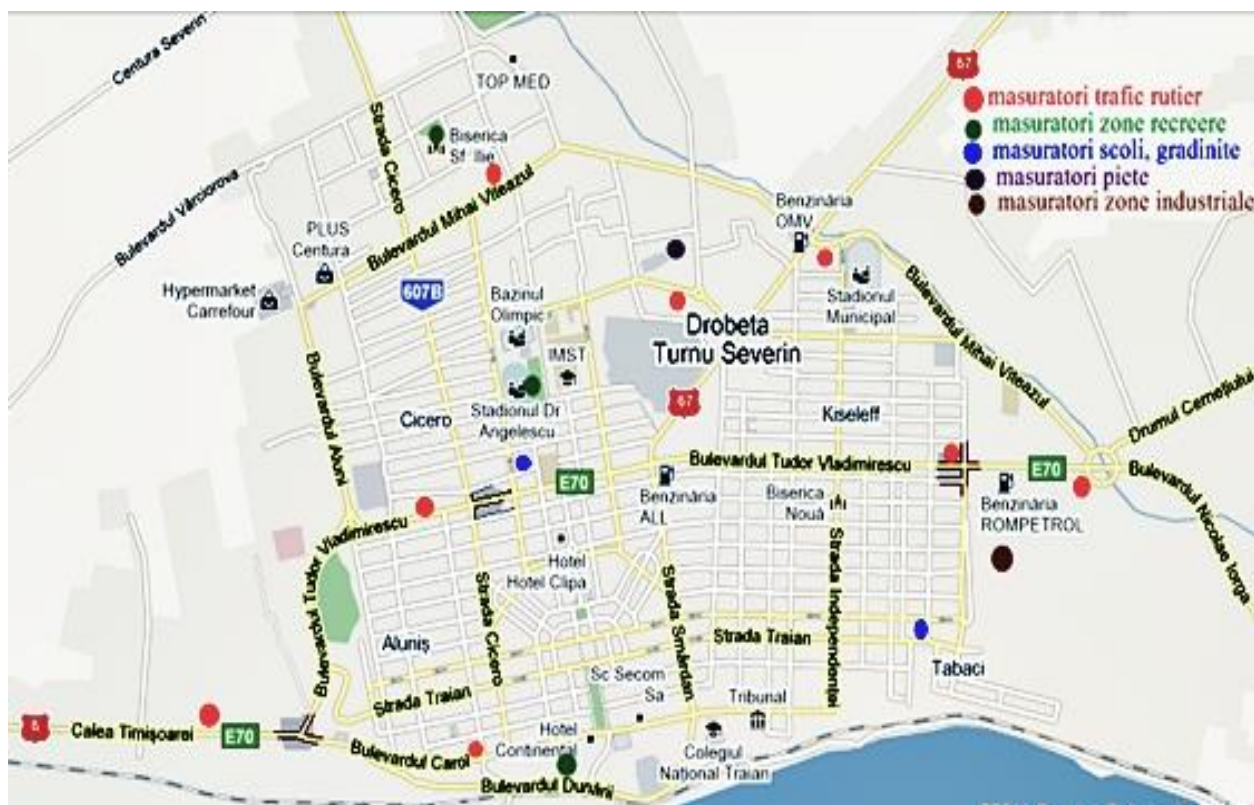 Centura Severin
TOP MED
67
masuratori trafic rutier
masuratori zone recreere
masuratori scoli, gradinite
masuratori piete
masuratori zone industriale
Strada Cicero
Biserica
Sf Ilie
Bulevardul Vârciorova
Bulevardul Mihai Viteazul
Benzinăria
OMV
PLUS
Centura
Hypermarket
Carrefour
607B
Bazinul
Olimpic
Stadionul
Municipal
Bulevardul Mihai Viteazul
Drobeta
Turnu Severin
IMST
Bulevardul Aluni
67
Cicero
Stadionul Dr
Angelescu
Kiseleff
Drumul Cernețiului
Bulevardul Tudor Vladimirescu
E70
E70
Benzinăria
ALL
Biserica
Nouă
Benzinăria
ROMPETROL
Bulevardul Nicolae Iorga
Bulevardul Tudor Vladimirescu
Hotel
Hotel Clipa
Strada Cicero
Strada Smârdan
Strada Independenței
Aluniș
Strada Traian
Tabaci
Strada Traian
Sc Secom
Sa
Tribunal
6
Calea Timișoarei
E70
Hotel
Continental
Bulevardul Carol
Colegiul
Național Traian
Bulevardul Dunării